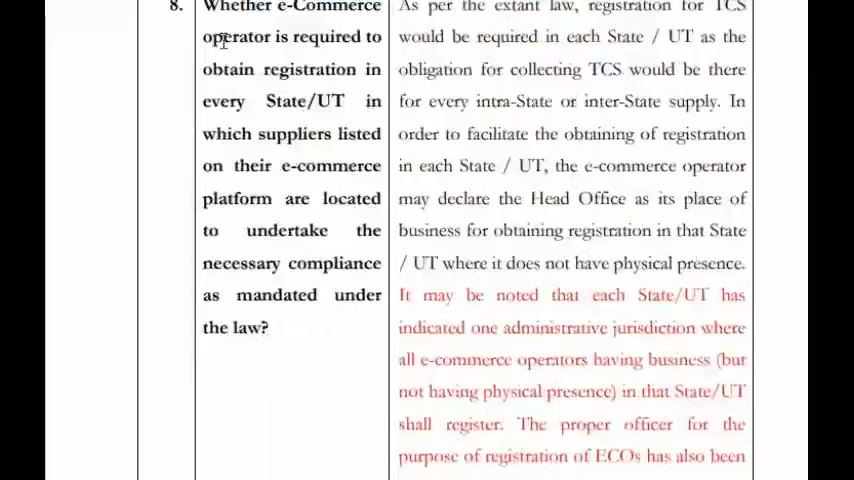 8.
Whether e-Commerce
operator is required to
obtain registration in
every State/UT in
which suppliers listed
on their e-commerce
platform are located
to undertake the
necessary compliance
as mandated under
the law?
As per the extant law, registration for TCS
would be required in each State / UT as the
obligation for collecting TCS would be there
for every intra-State or inter-State supply. In
order to facilitate the obtaining of registration
in each State / UT, the e-commerce operator
may declare the Head Office as its place of
business for obtaining registration in that State
/ UT where it does not have physical presence.
It may be noted that each State/UT has
indicated one administrative jurisdiction where
all e-commerce operators having business (but
not having physical presence) in that State/UT
shall register. The proper officer for the
purpose of registration of ECOs has also been